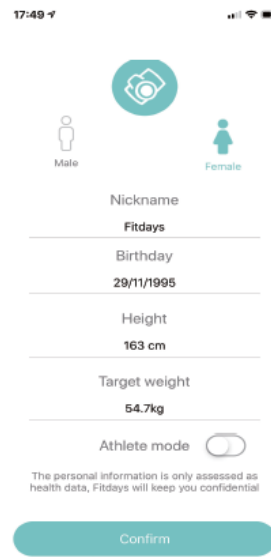 17:49
Male
Female
Nickname
Fitdays
Birthday
29/11/1995
Height
163 cm
Target weight
54.7kg
Athlete mode
The personal information is only assessed as
health data, Fitdays will keep you confidential
Confirm